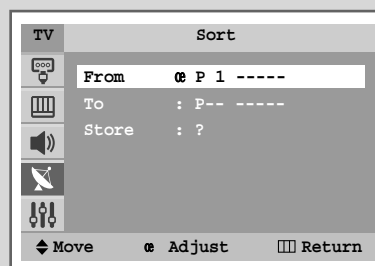 TV Sort
From œ P 1 -----
To : P-- -----
Store : ?
Move œ Adjust Return